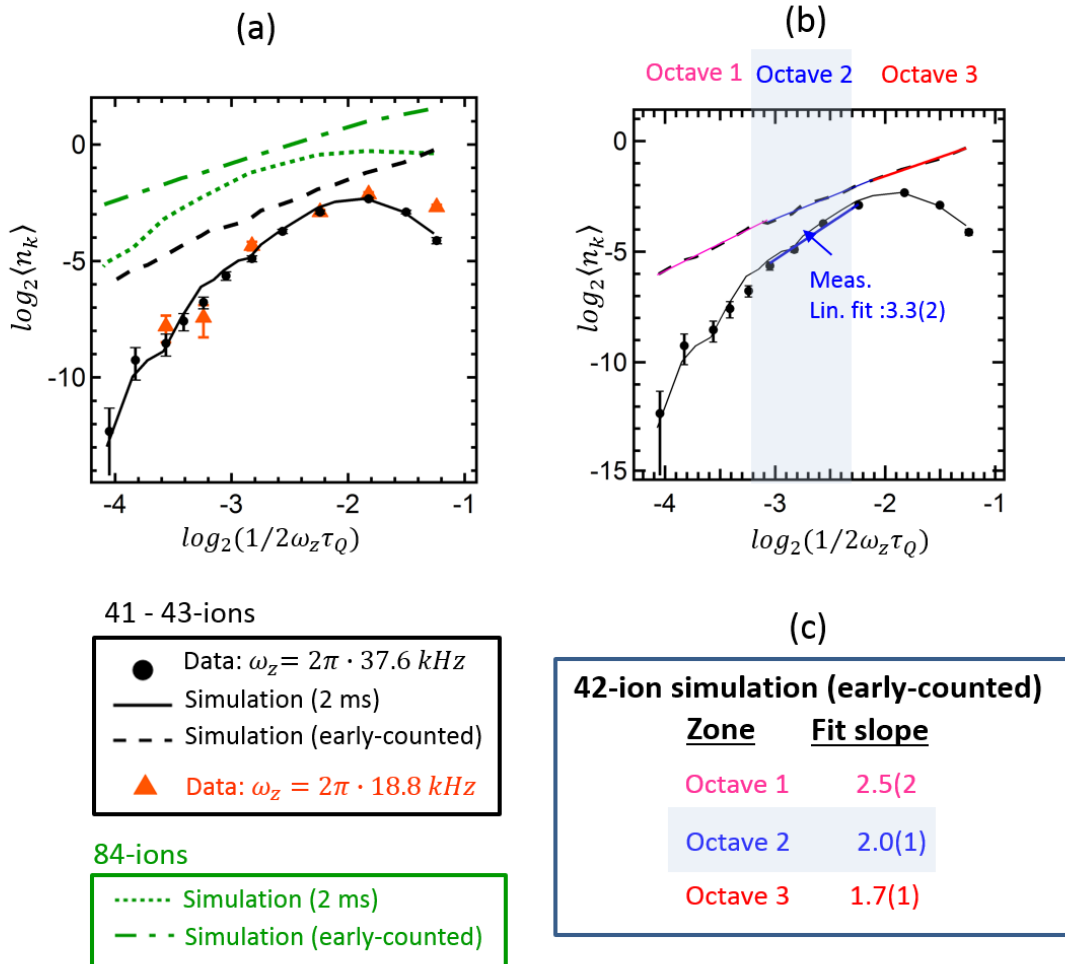 (a)
0
-5
-10
log₂⟨n_k⟩
-4 -3 -2 -1
log₂(1/2ω_zτ_Q)
(b)
Octave 1 Octave 2 Octave 3
0
-5
-10
-15
log₂⟨n_k⟩
Meas.
Lin. fit :3.3(2)
-4 -3 -2 -1
log₂(1/2ω_zτ_Q)
41 - 43-ions
Data: ω_z = 2π · 37.6 kHz
Simulation (2 ms)
Simulation (early-counted)
Data: ω_z = 2π · 18.8 kHz
84-ions
Simulation (2 ms)
Simulation (early-counted)
(c)
42-ion simulation (early-counted)
Zone Fit slope
Octave 1 2.5(2
Octave 2 2.0(1)
Octave 3 1.7(1)